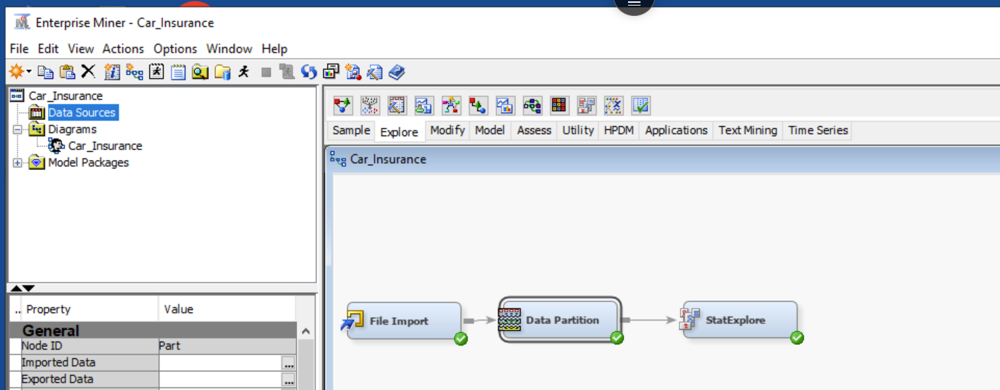 Enterprise Miner - Car_Insurance
File Edit View Actions Options Window Help
Car_Insurance
Data Sources
Diagrams
Car_Insurance
Model Packages
Sample Explore Modify Model Assess Utility HPDM Applications Text Mining Time Series
Car_Insurance
File Import
Data Partition
StatExplore
.. Property Value
General
Node ID Part
Imported Data ...
Exported Data ...